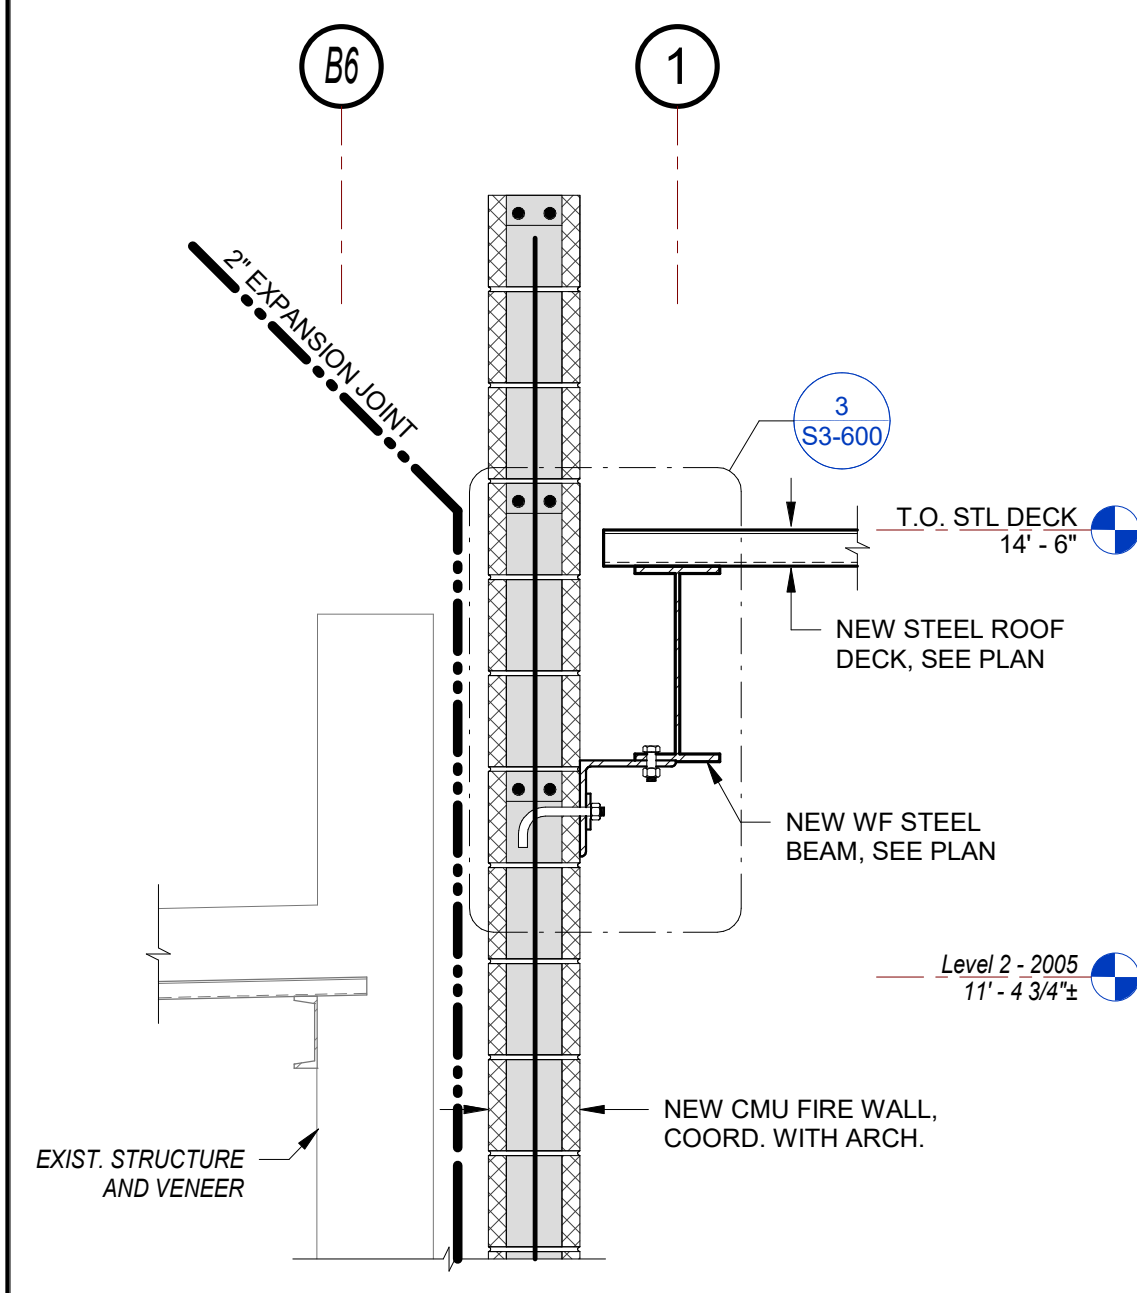 B6
1
2" EXPANSION JOINT
3
S3-600
T.O. STL DECK
14' - 6"
NEW STEEL ROOF
DECK, SEE PLAN
NEW WF STEEL
BEAM, SEE PLAN
Level 2 - 2005
11' - 4 3/4"±
NEW CMU FIRE WALL,
COORD. WITH ARCH.
EXIST. STRUCTURE
AND VENEER